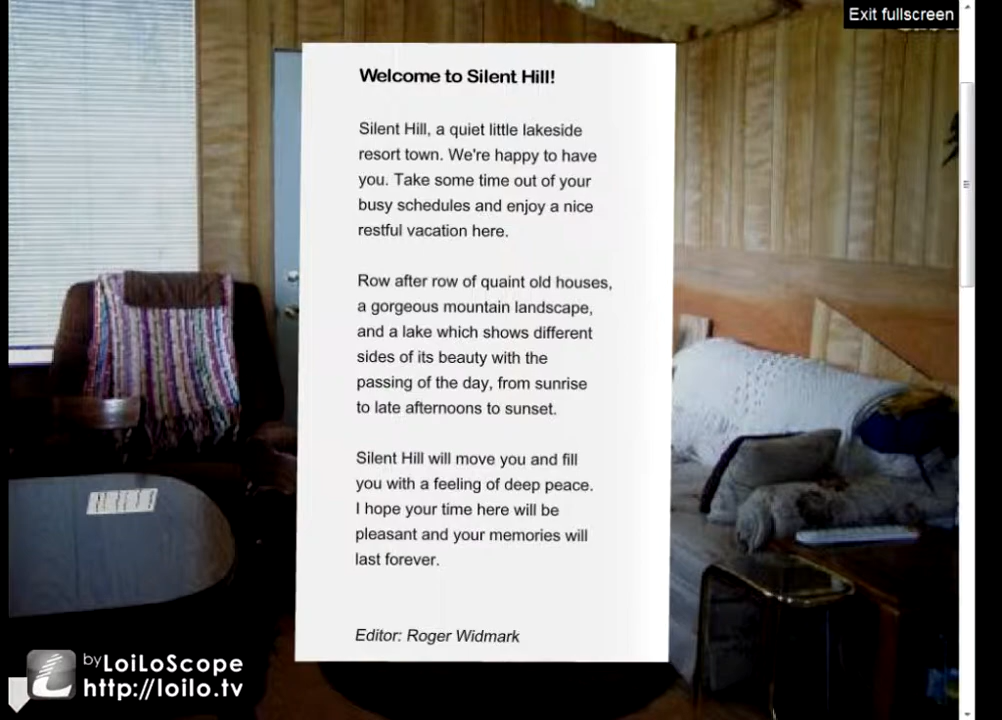 Exit fullscreen
Welcome to Silent Hill!
Silent Hill, a quiet little lakeside
resort town. We're happy to have
you. Take some time out of your
busy schedules and enjoy a nice
restful vacation here.
Row after row of quaint old houses,
a gorgeous mountain landscape,
and a lake which shows different
sides of its beauty with the
passing of the day, from sunrise
to late afternoons to sunset.
Silent Hill will move you and fill
you with a feeling of deep peace.
I hope your time here will be
pleasant and your memories will
last forever.
Editor: Roger Widmark
byLoiLoScope
http://loilo.tv